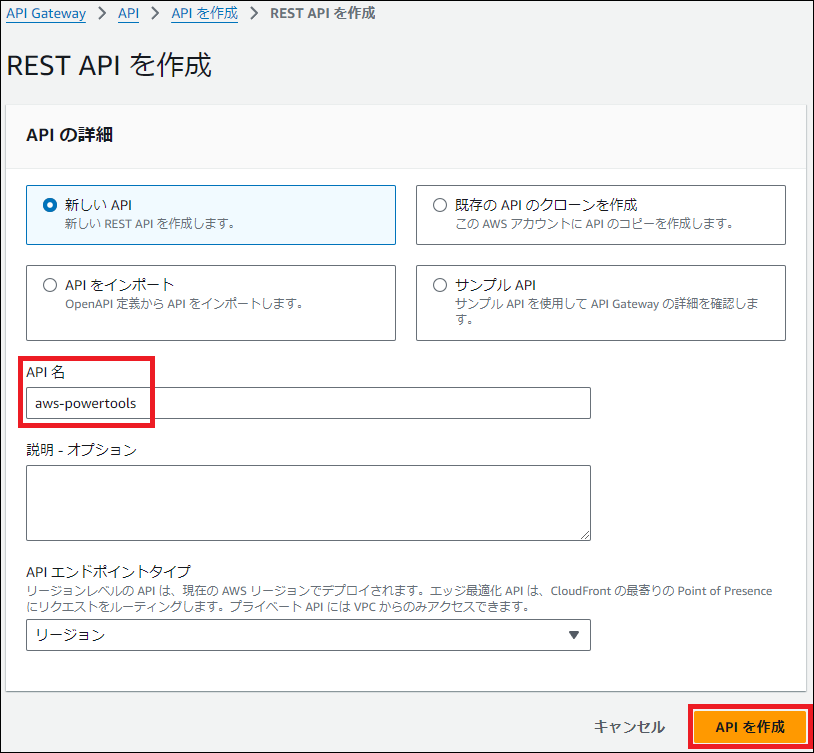 API Gateway > API > API を作成 > REST API を作成
REST API を作成
API の詳細
新しい API
新しい REST API を作成します。
既存の API のクローンを作成
この AWS アカウントに API のコピーを作成します。
API をインポート
OpenAPI 定義から API をインポートします。
サンプル API
サンプル API を使用して API Gateway の詳細を確認しま
す。
API 名
aws-powertools
説明 - オプション
API エンドポイントタイプ
リージョンレベルの API は、現在の AWS リージョンでデプロイされます。エッジ最適化 API は、CloudFront の最寄りの Point of Presence
にリクエストをルーティングします。プライベート API には VPC からのみアクセスできます。
リージョン
キャンセル
API を作成